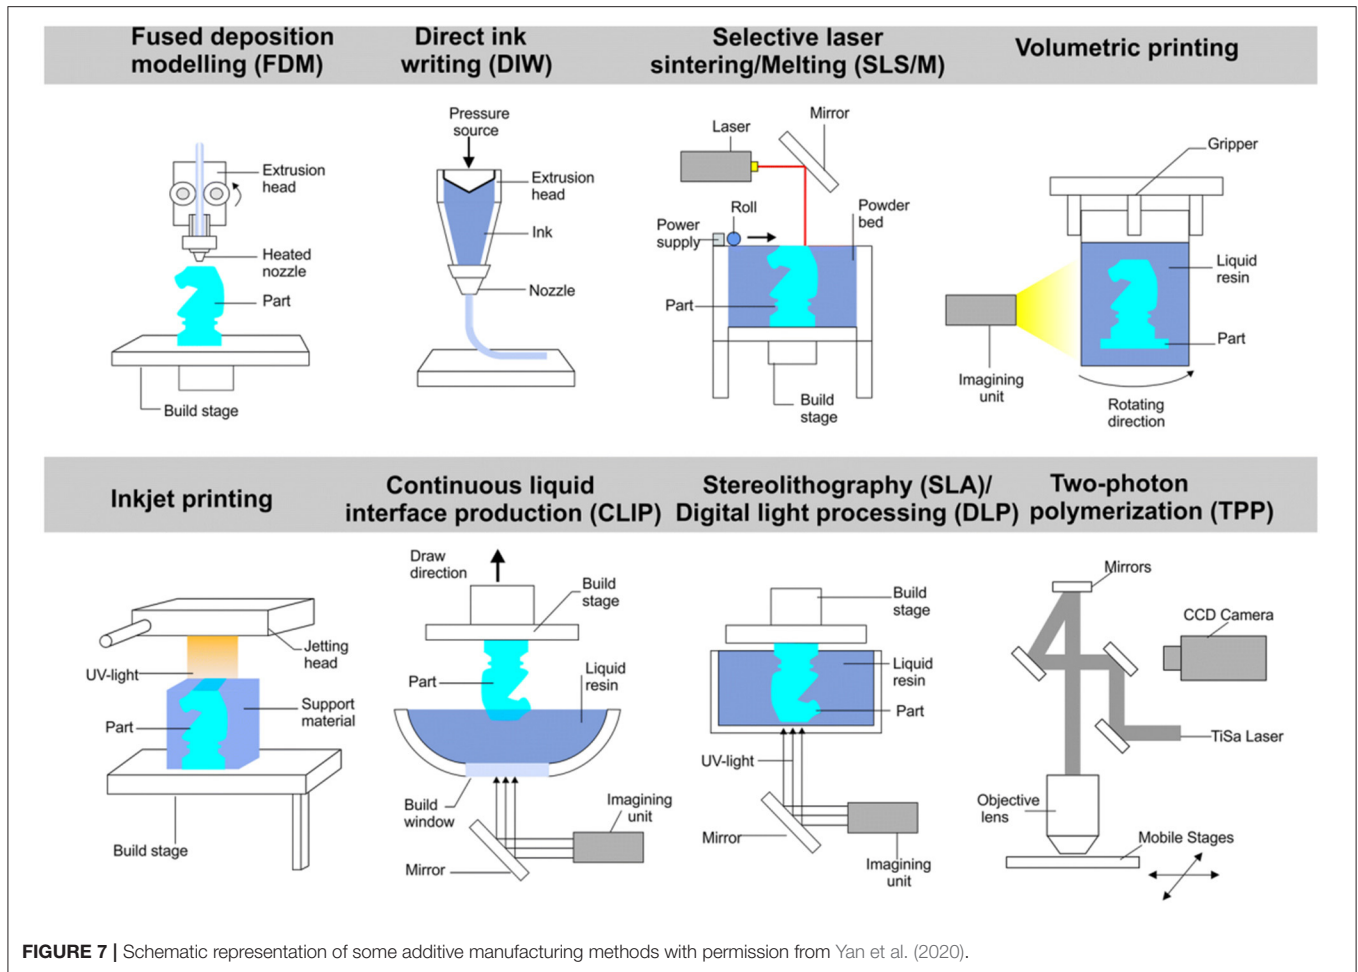 Fused deposition
modelling (FDM)
Direct ink
writing (DIW)
Selective laser
sintering/Melting (SLS/M)
Volumetric printing
Extrusion
head
Heated
nozzle
Part
Build stage
Pressure
source
Extrusion
head
Ink
Nozzle
Laser
Mirror
Power
supply
Roll
Powder
bed
Part
Build
stage
Gripper
Liquid
resin
Part
Imagining
unit
Rotating
direction
Inkjet printing
Continuous liquid
interface production (CLIP)
Stereolithography (SLA)/
Digital light processing (DLP)
Two-photon
polymerization (TPP)
Jetting
head
UV-light
Support
material
Part
Build stage
Draw
direction
Build
stage
Part
Liquid
resin
Build
window
Imagining
unit
Mirror
Build
stage
Liquid
resin
Part
UV-light
Mirror
Imagining
unit
Mirrors
CCD Camera
TiSa Laser
Objective
lens
Mobile Stages
FIGURE 7 | Schematic representation of some additive manufacturing methods with permission from Yan et al. (2020).